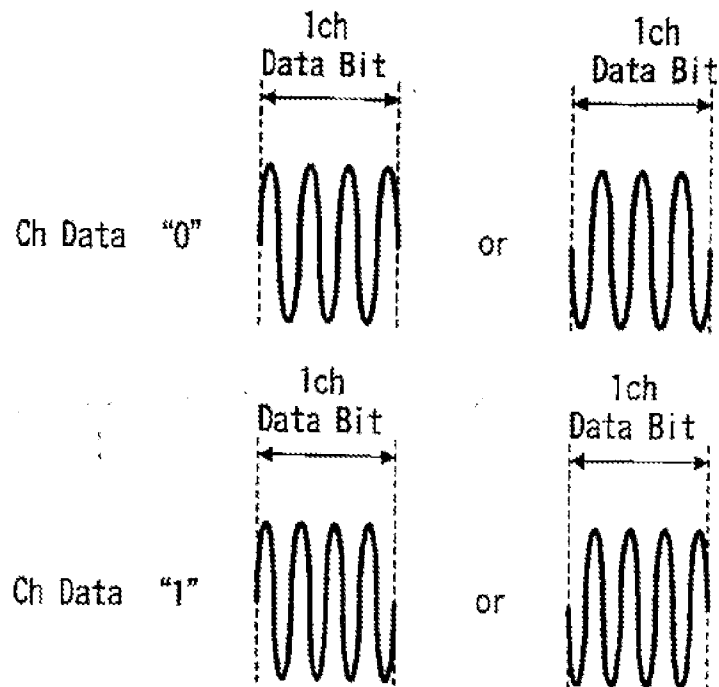 1ch
Data Bit
1ch
Data Bit
Ch Data "0"
or
1ch
Data Bit
1ch
Data Bit
Ch Data "1"
or